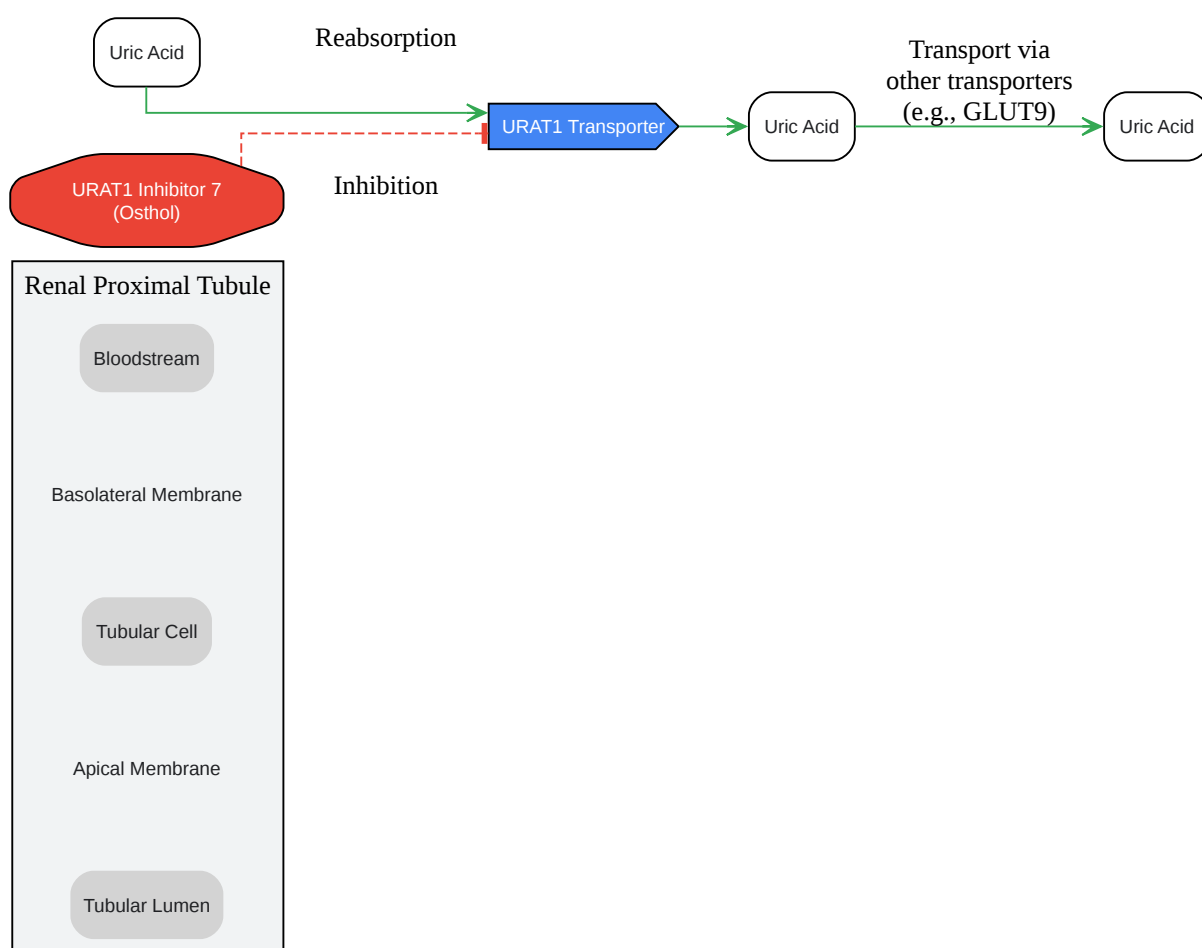 Uric Acid
Reabsorption
Transport via
other transporters
(e.g., GLUT9)
URAT1 Transporter
Uric Acid
Uric Acid
Inhibition
URAT1 Inhibitor 7
(Osthol)
Renal Proximal Tubule
Bloodstream
Basolateral Membrane
Tubular Cell
Apical Membrane
Tubular Lumen